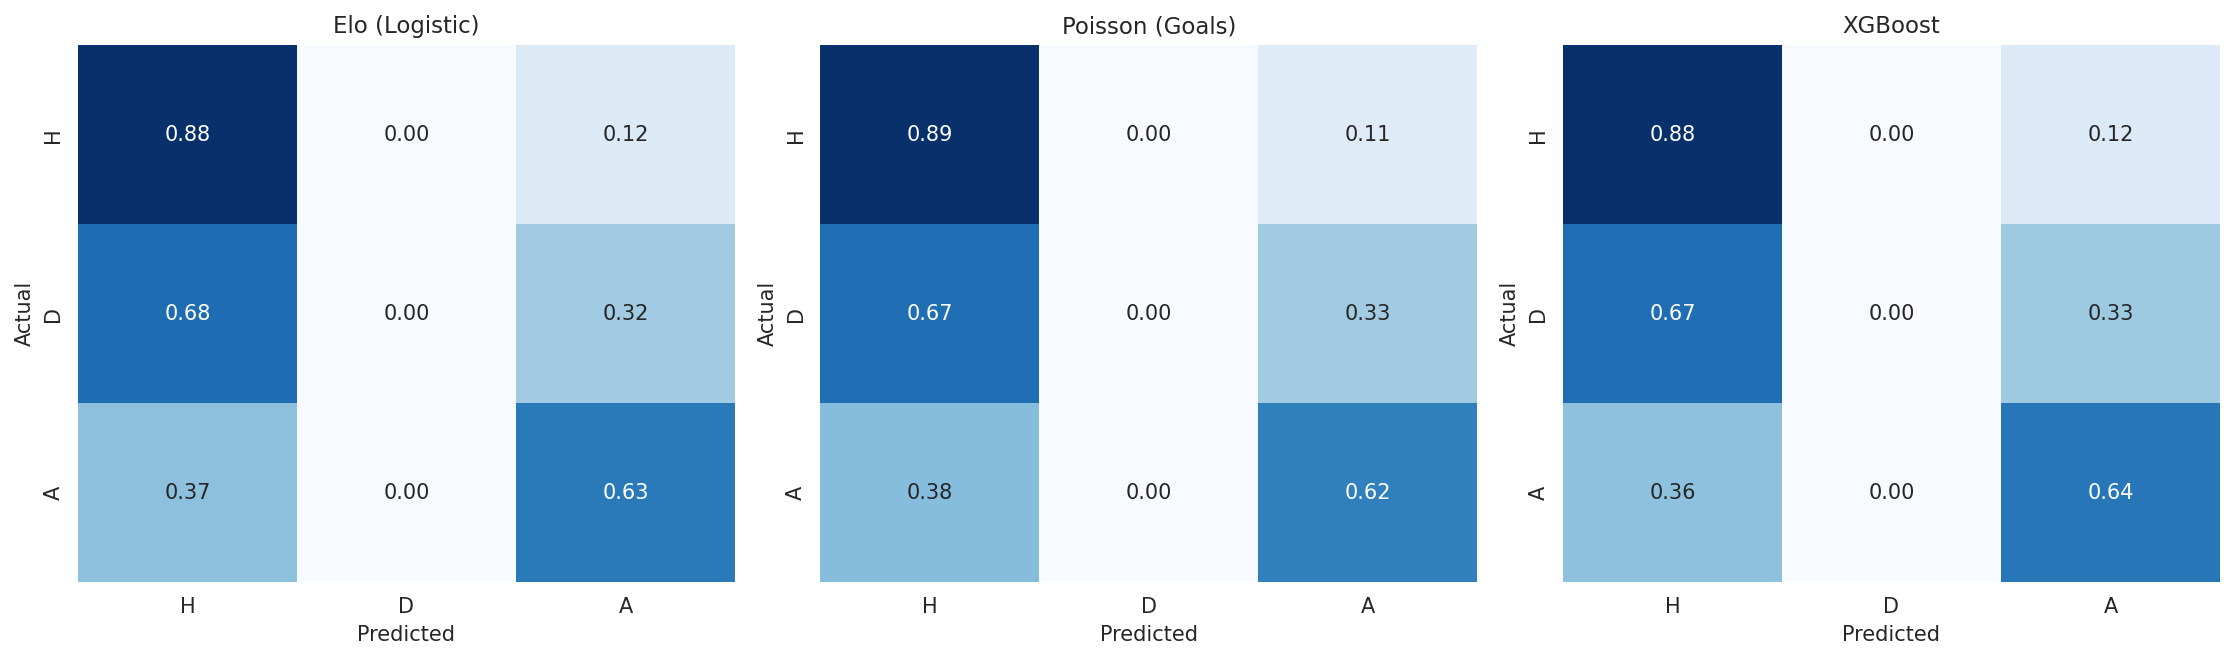 Elo (Logistic)
H
0.88 0.00 0.12
Actual
D
0.68 0.00 0.32
A
0.37 0.00 0.63
H D A
Predicted
Poisson (Goals)
H
0.89 0.00 0.11
Actual
D
0.67 0.00 0.33
A
0.38 0.00 0.62
H D A
Predicted
XGBoost
H
0.88 0.00 0.12
Actual
D
0.67 0.00 0.33
A
0.36 0.00 0.64
H D A
Predicted